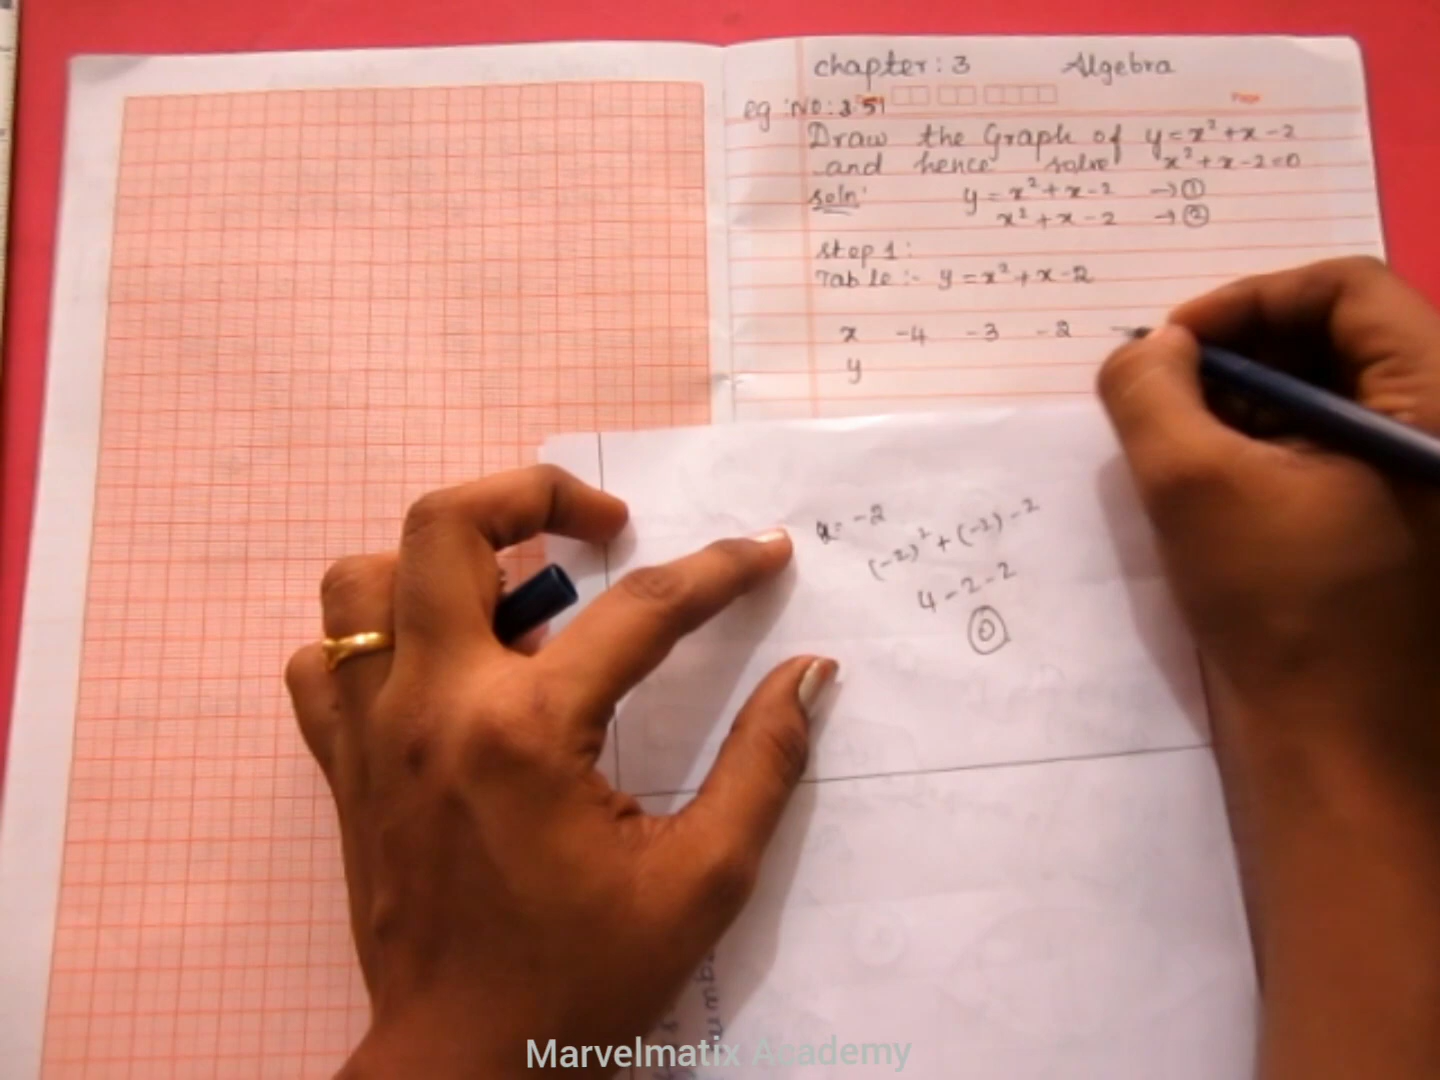 chapter: 3 Algebra
Page
eg: No: 3.51
Draw the Graph of y = x² + x - 2
and hence solve x² + x - 2 = 0
soln: y = x² + x - 2 → ①
x² + x - 2 → ②
step 1:
Table :- y = x² + x - 2
x -4 -3 -2
y
x = -2
(-2)² + (-2) - 2
4 - 2 - 2
0
Marvelmatix Academy